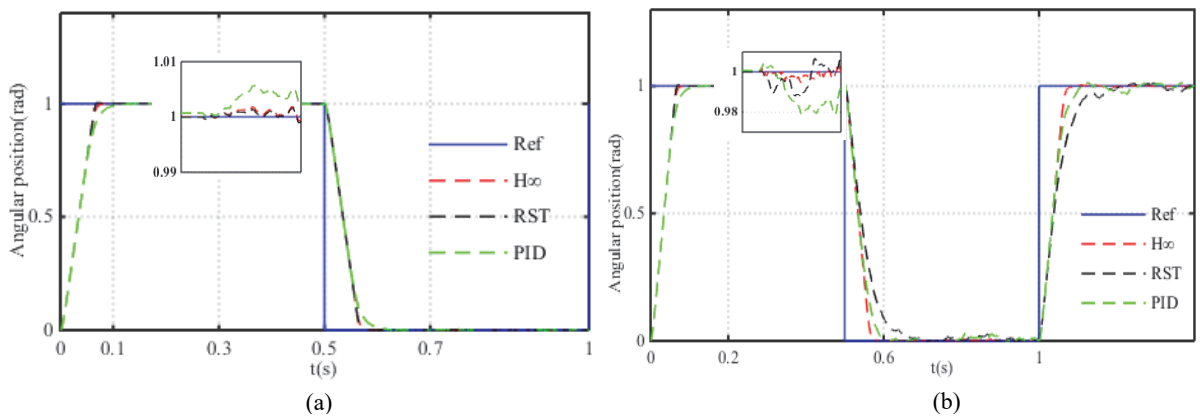 1.01
1
0.99
1
0.5
0
Angular position(rad)
Ref
H∞
RST
PID
0
0.1
0.3
0.5
0.7
1
t(s)
(a)
1
0.98
1
0.5
0
Angular position(rad)
Ref
H∞
RST
PID
0
0.2
0.6
1
t(s)
(b)